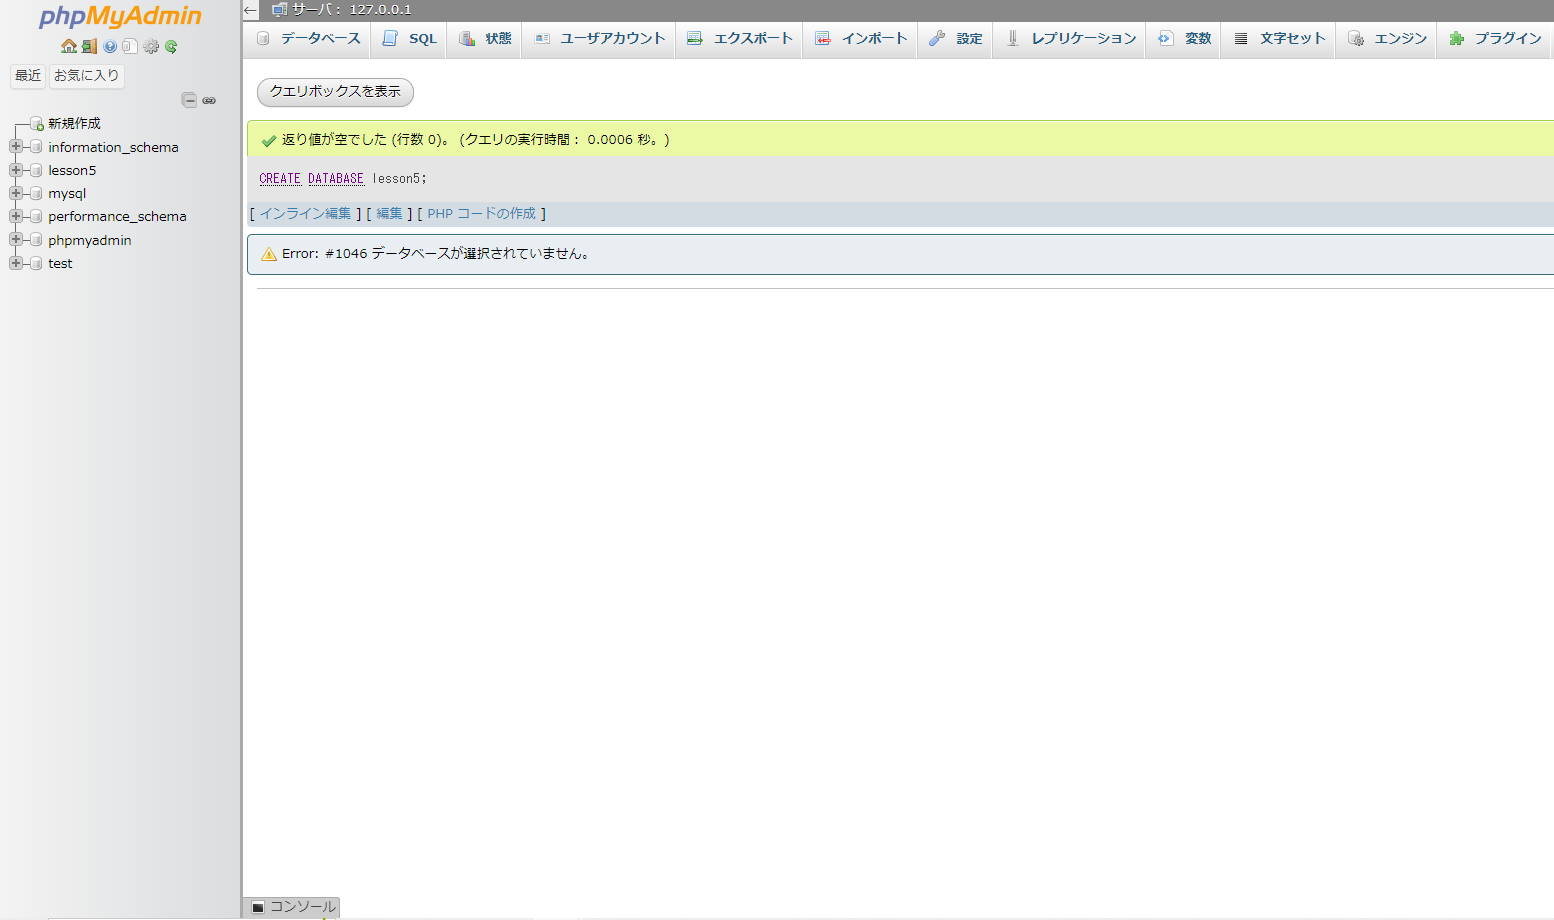 phpMyAdmin
最近 お気に入り
新規作成
information_schema
lesson5
mysql
performance_schema
phpmyadmin
test
サーバ: 127.0.0.1
データベース SQL 状態 ユーザアカウント エクスポート インポート 設定 レプリケーション 変数 文字セット エンジン プラグイン
クエリボックスを表示
返り値が空でした (行数 0)。 (クエリの実行時間: 0.0006 秒。)
CREATE DATABASE lesson5;
[ インライン編集 ] [ 編集 ] [ PHP コードの作成 ]
Error: #1046 データベースが選択されていません。
コンソール